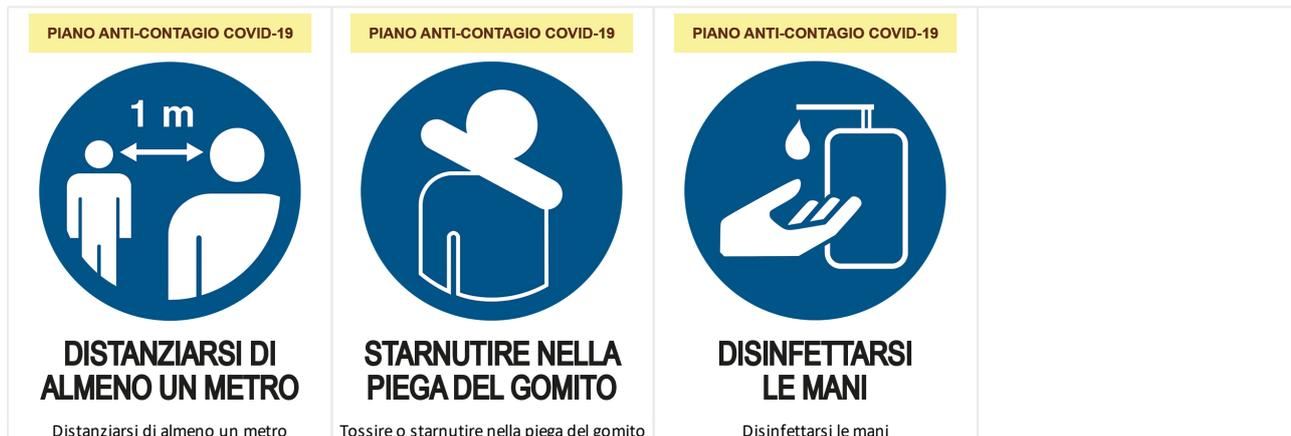 PIANO ANTI-CONTAGIO COVID-19
1 m
DISTANZIARSI DI
ALMENO UN METRO
Distanziarsi di almeno un metro
PIANO ANTI-CONTAGIO COVID-19
STARNUTIRE NELLA
PIEGA DEL GOMITO
Tossire o starnutire nella piega del gomito
PIANO ANTI-CONTAGIO COVID-19
DISINFETTARSI
LE MANI
Disinfettarsi le mani